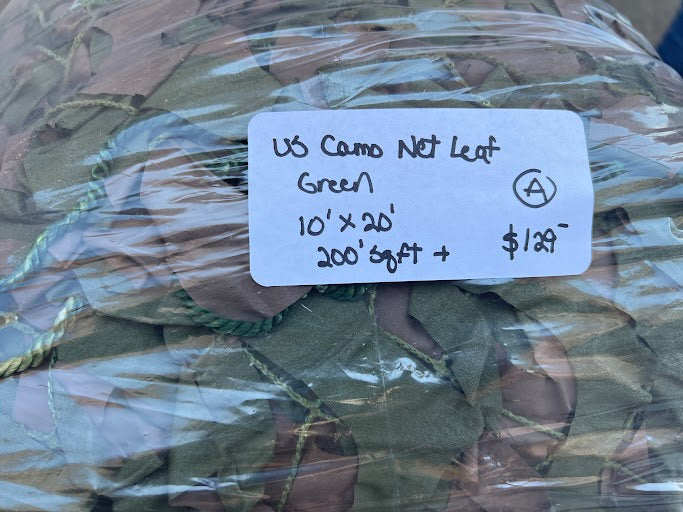 US Camo Net Leaf
Green
A
10' x 20'
200' sqft +
$129-